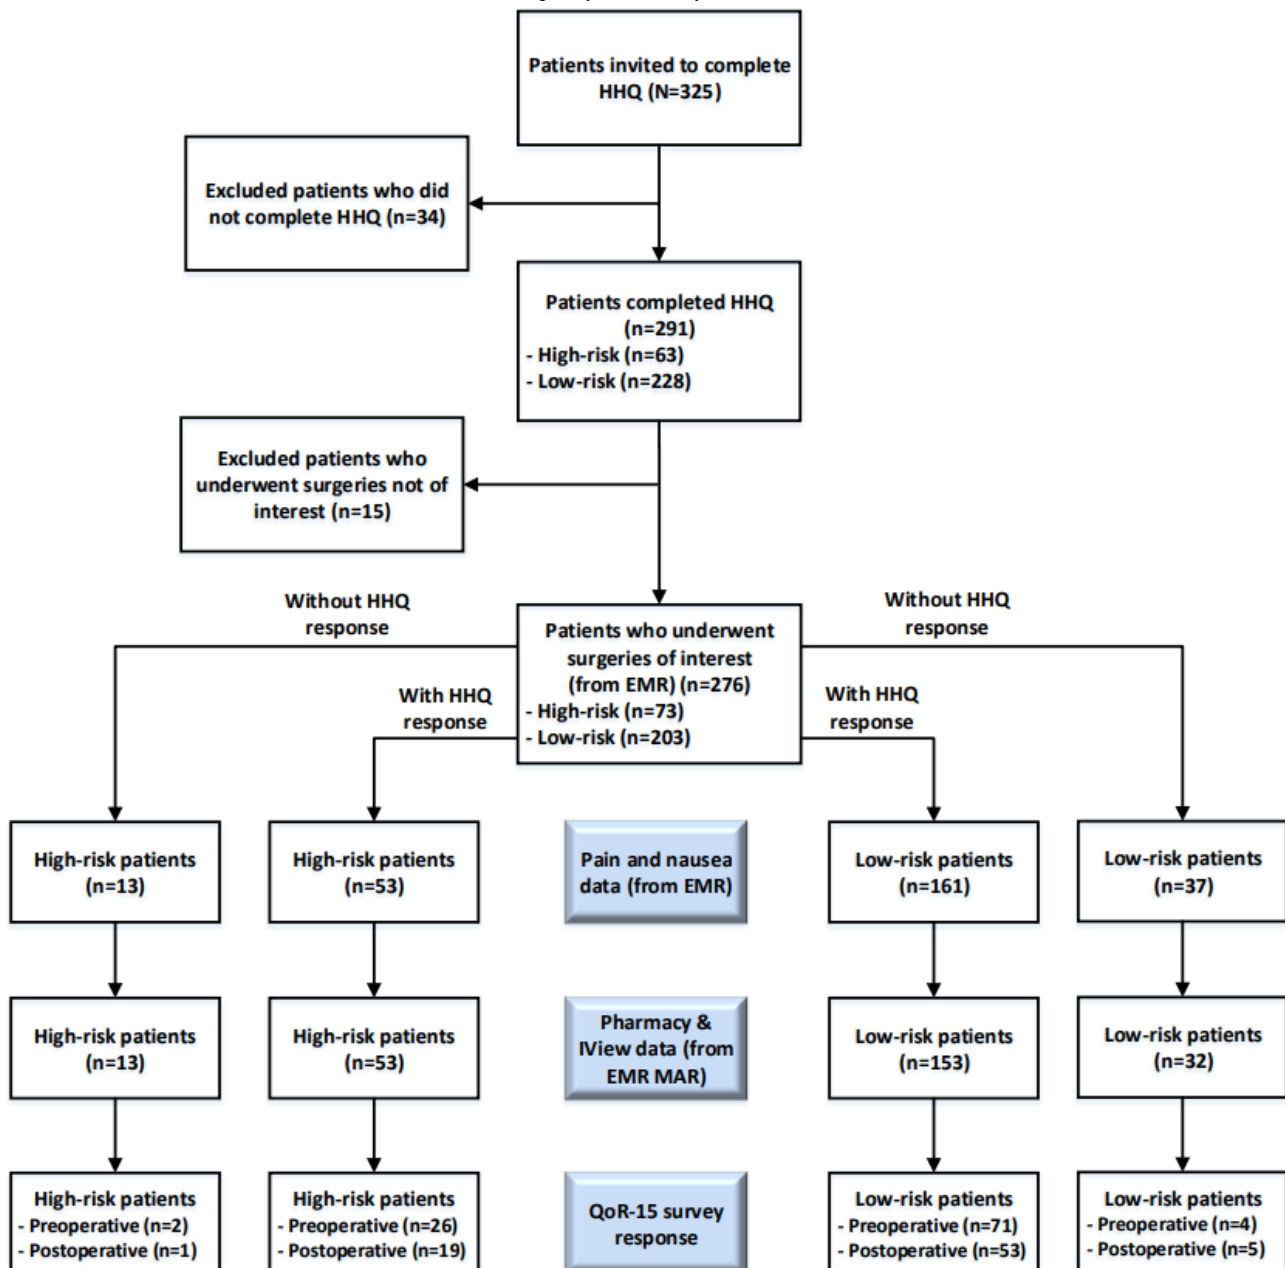 Patients invited to complete
HHQ (N=325)
Excluded patients who did
not complete HHQ (n=34)
Patients completed HHQ
(n=291)
- High-risk (n=63)
- Low-risk (n=228)
Excluded patients who
underwent surgeries not of
interest (n=15)
Without HHQ
response
Without HHQ
response
Patients who underwent
surgeries of interest
(from EMR) (n=276)
- High-risk (n=73)
- Low-risk (n=203)
With HHQ
response
With HHQ
response
High-risk patients
(n=13)
High-risk patients
(n=53)
Pain and nausea
data (from EMR)
Low-risk patients
(n=161)
Low-risk patients
(n=37)
High-risk patients
(n=13)
High-risk patients
(n=53)
Pharmacy &
IView data (from
EMR MAR)
Low-risk patients
(n=153)
Low-risk patients
(n=32)
High-risk patients
- Preoperative (n=2)
- Postoperative (n=1)
High-risk patients
- Preoperative (n=26)
- Postoperative (n=19)
QoR-15 survey
response
Low-risk patients
- Preoperative (n=71)
- Postoperative (n=53)
Low-risk patients
- Preoperative (n=4)
- Postoperative (n=5)